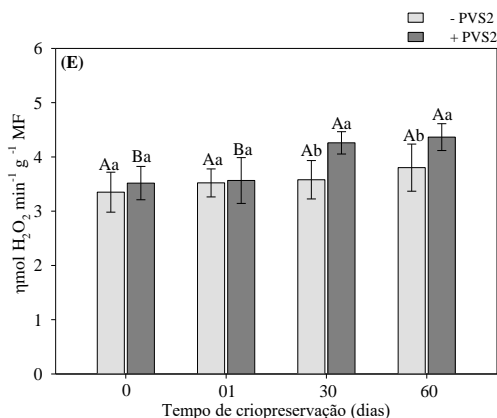 - PVS2
+ PVS2
(E)
ηmol H₂O₂ min⁻¹ g⁻¹ MF
6
5
4
3
2
1
0
Aa Ba Aa Ba Ab Aa Ab Aa
0 01 30 60
Tempo de criopreservação (dias)